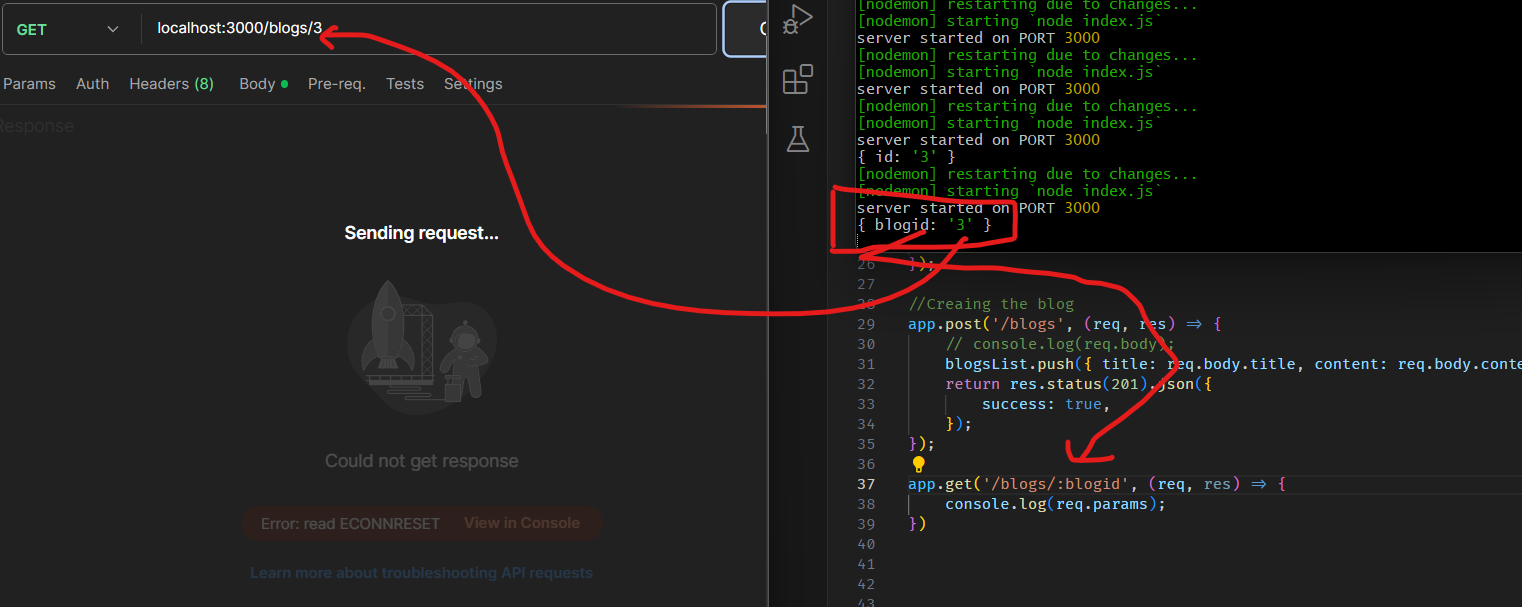 GET
localhost:3000/blogs/3
Params Auth Headers (8) Body Pre-req. Tests Settings
Response
Sending request...
Could not get response
Error: read ECONNRESET View in Console
Learn more about troubleshooting API requests
[nodemon] restarting due to changes...
[nodemon] starting `node index.js`
server started on PORT 3000
[nodemon] restarting due to changes...
[nodemon] starting `node index.js`
server started on PORT 3000
[nodemon] restarting due to changes...
[nodemon] starting `node index.js`
server started on PORT 3000
{ id: '3' }
[nodemon] restarting due to changes...
[nodemon] starting `node index.js`
server started on PORT 3000
{ blogid: '3' }
26 });
27
28 //Creaing the blog
29 app.post('/blogs', (req, res) => {
30 // console.log(req.body);
31 blogsList.push({ title: req.body.title, content: req.body.conte
32 return res.status(201).json({
33 success: true,
34 });
35 });
36
37 app.get('/blogs/:blogid', (req, res) => {
38 console.log(req.params);
39 })
40
41
42
43